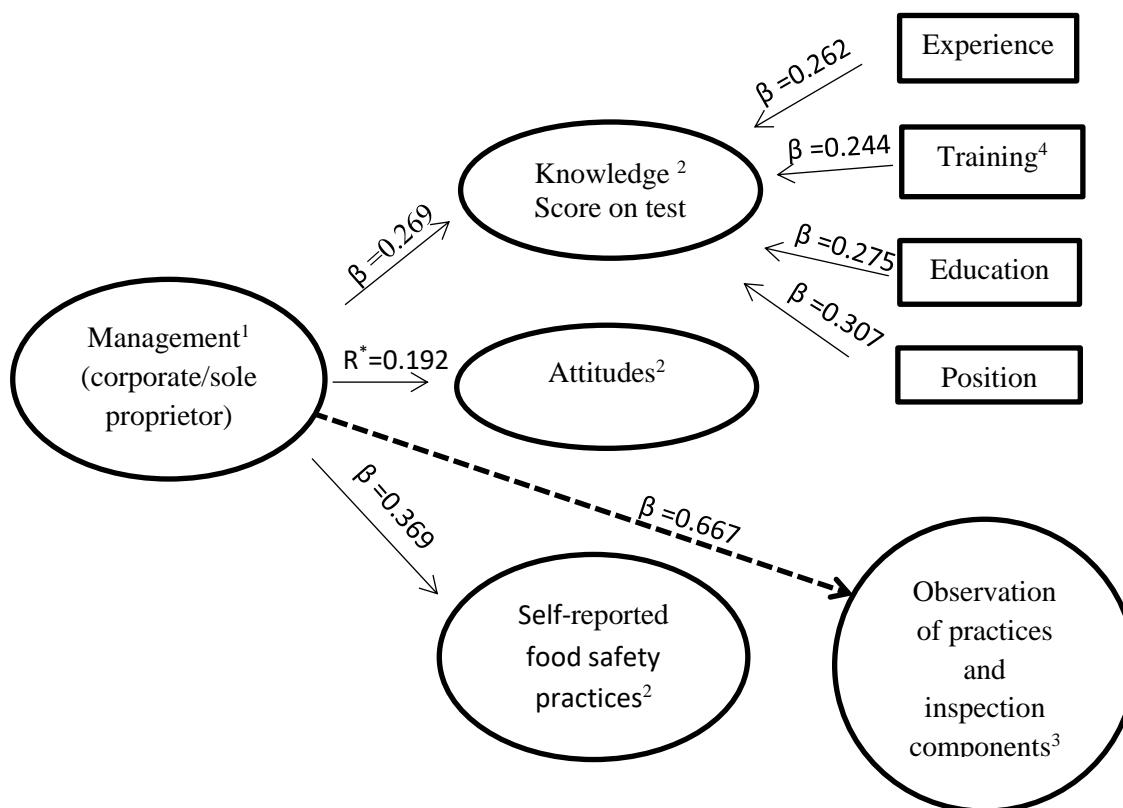 Experience
β =0.262
Training⁴
β =0.244
Knowledge ²
Score on test
Education
β =0.275
β =0.269
Position
β =0.307
Management¹
(corporate/sole
proprietor)
R*=0.192
Attitudes²
β =0.369
β =0.667
Self-reported
food safety
practices²
Observation
of practices
and
inspection
components³